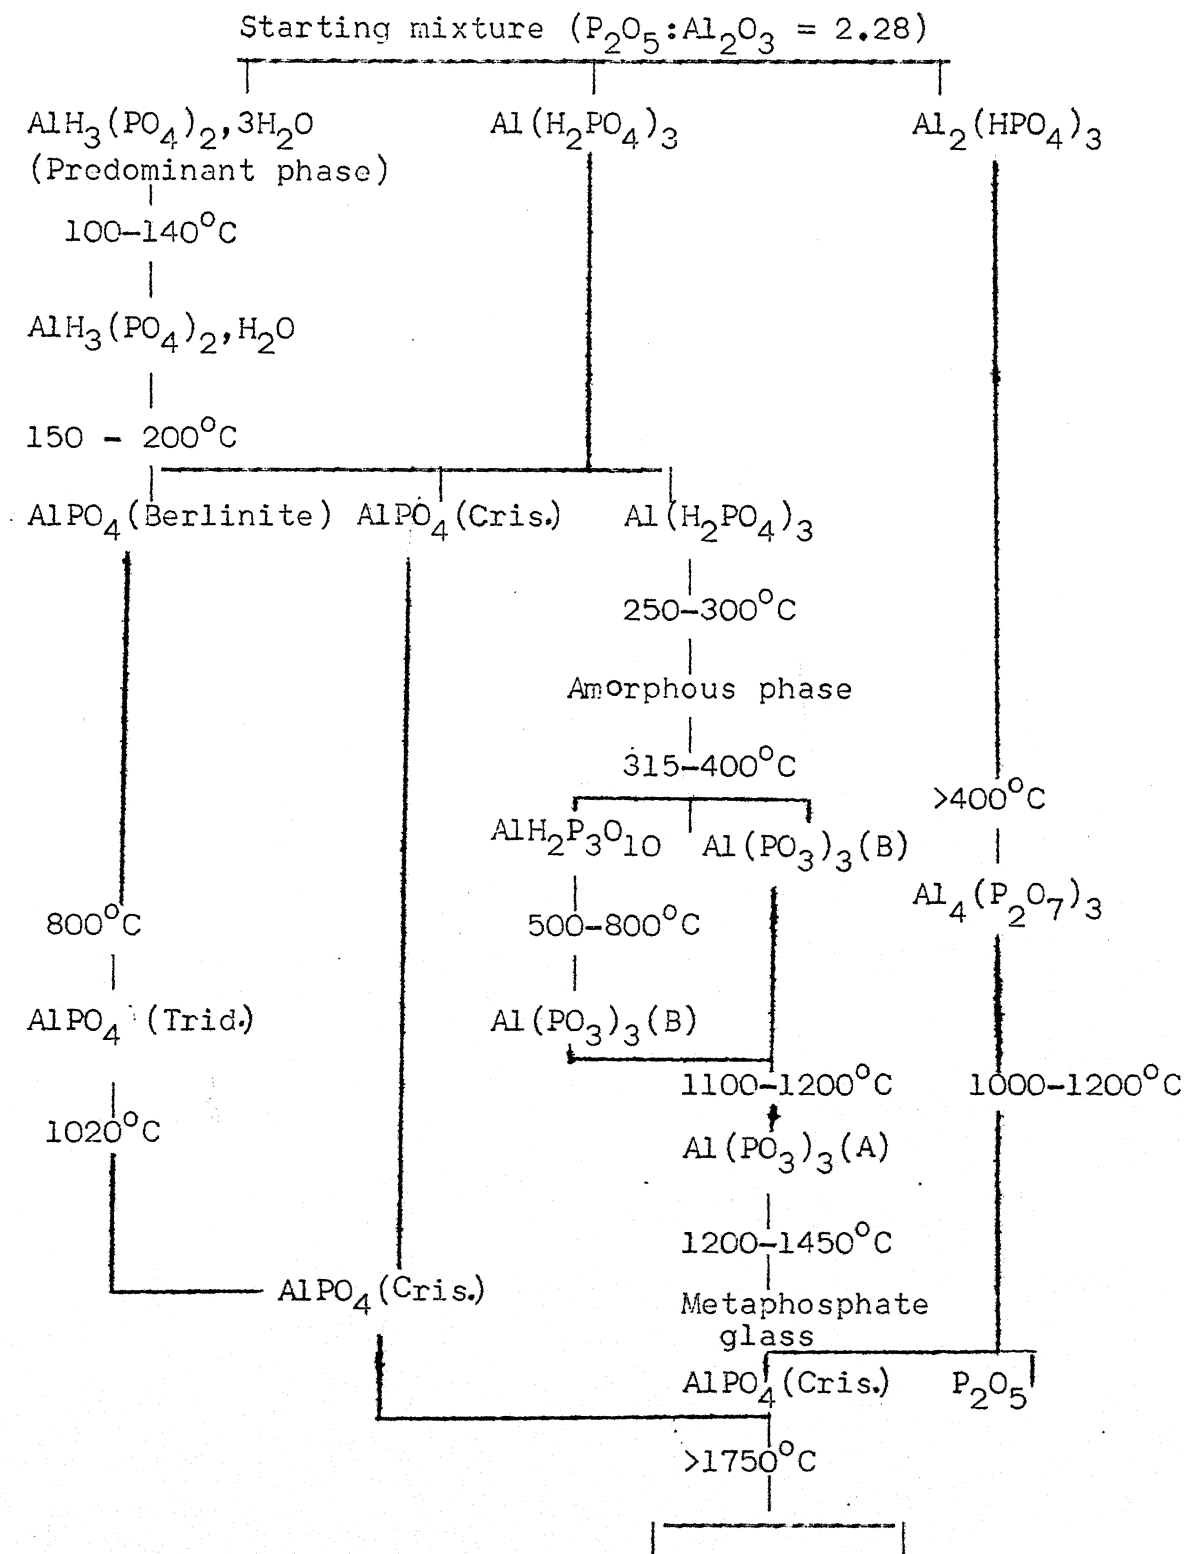 Starting mixture (P₂O₅:Al₂O₃ = 2.28)
AlH₃(PO₄)₂,3H₂O Al(H₂PO₄)₃ Al₂(HPO₄)₃
(Predominant phase)
100-140°C
AlH₃(PO₄)₂,H₂O
150 - 200°C
AlPO₄(Berlinite) AlPO₄(Cris.) Al(H₂PO₄)₃
250-300°C
Amorphous phase
315-400°C
>400°C
AlH₂P₃O₁₀ Al(PO₃)₃(B)
Al₄(P₂O₇)₃
800°C 500-800°C
AlPO₄ (Trid.) Al(PO₃)₃(B)
1100-1200°C 1000-1200°C
1020°C
Al(PO₃)₃(A)
1200-1450°C
AlPO₄(Cris.)
Metaphosphate
glass
AlPO₄(Cris.) P₂O₅
>1750°C